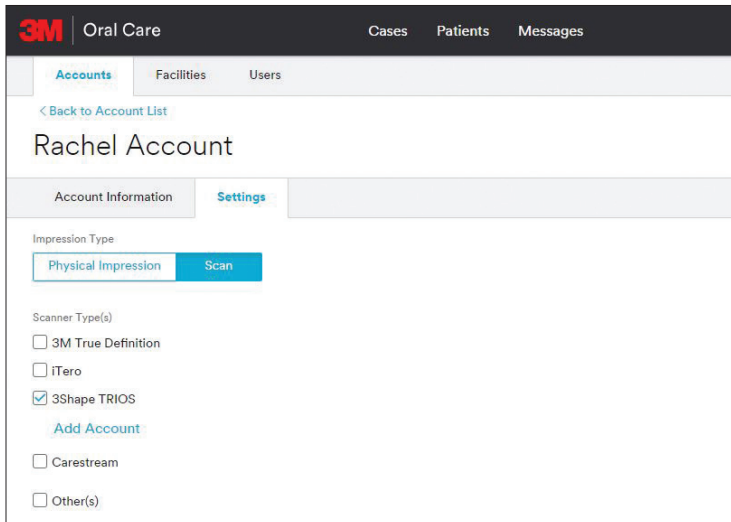 3M Oral Care Cases Patients Messages
Accounts Facilities Users
< Back to Account List
Rachel Account
Account Information Settings
Impression Type
Physical Impression Scan
Scanner Type(s)
3M True Definition
iTero
3Shape TRIOS
Add Account
Carestream
Other(s)